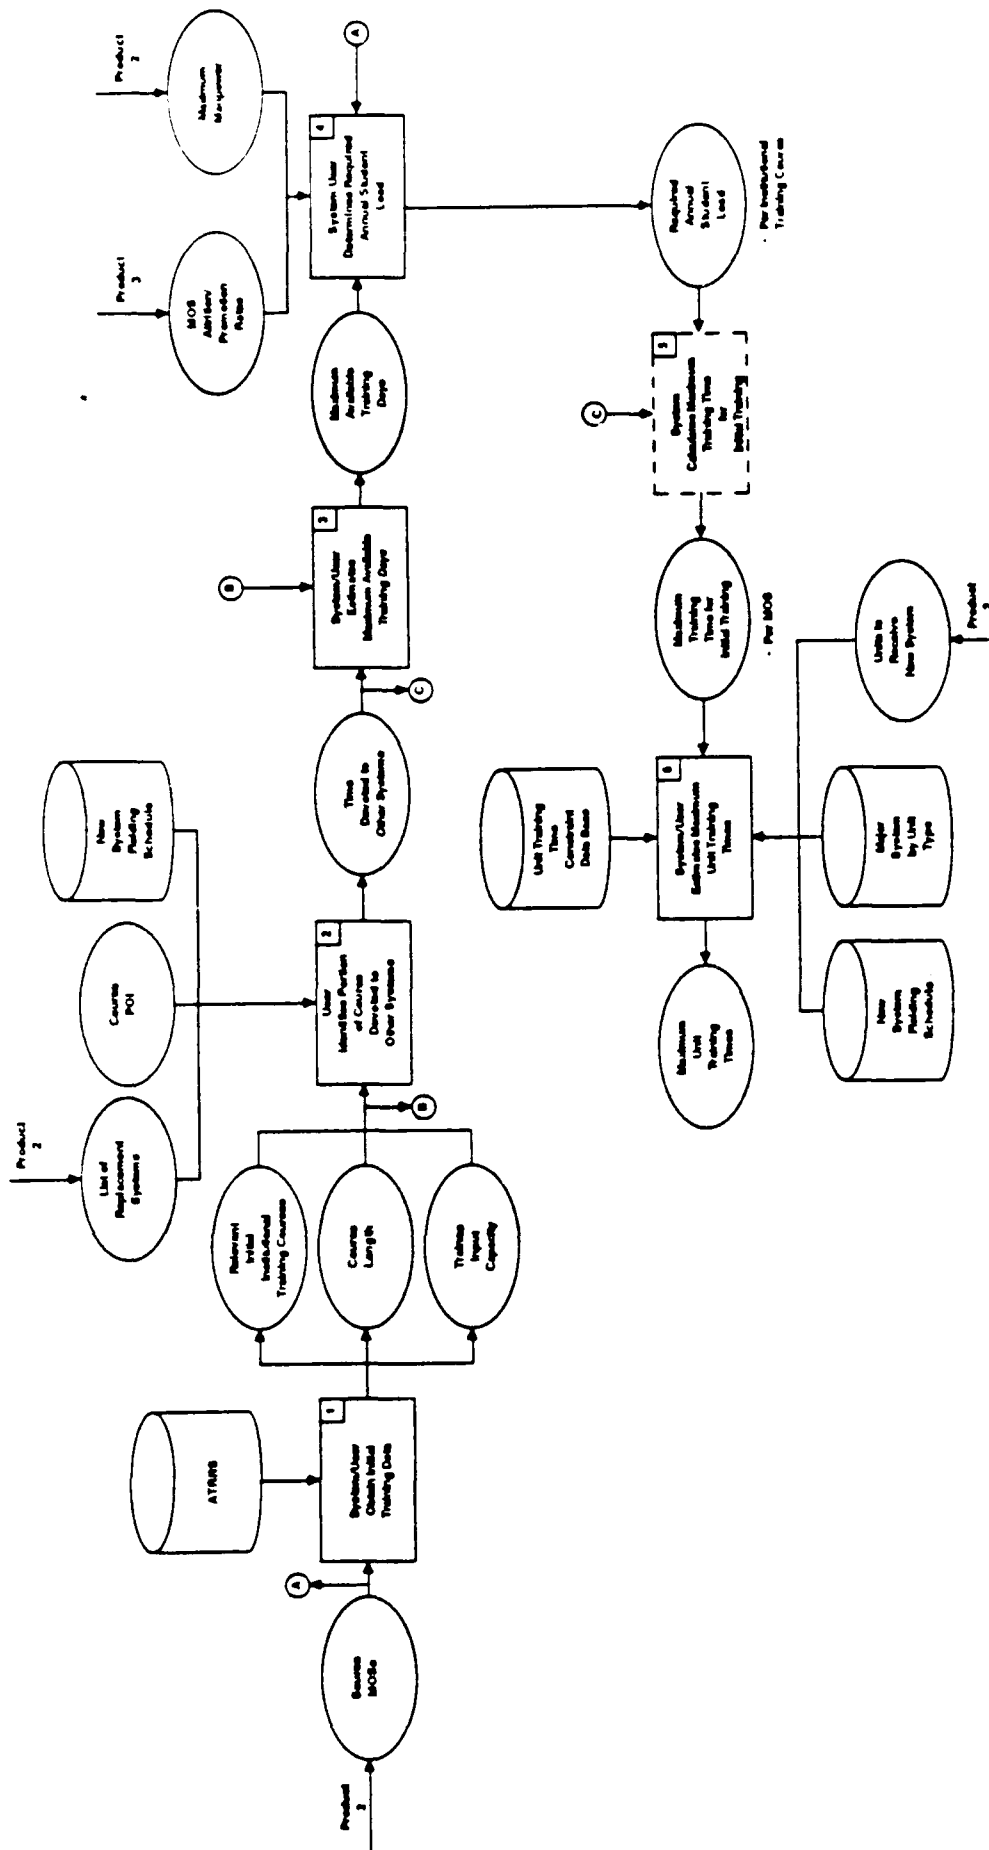 Product
2
Source
MOSs
A
ATRRS
1
System/User
Obtain Initial
Training Data
Relevant
Initial
Institutional
Training Courses
Course
Length
Trainee
Input
Capacity
B
Product
2
List of
Replacement
Systems
Course
POI
New
System
Fielding
Schedule
2
User
Identifies Portion
of Course
Devoted to
Other Systems
Time
Devoted to
Other Systems
C
B
3
System/User
Estimates
Maximum Available
Training Days
Maximum
Available
Training
Days
Product
3
MOS
Attrition/
Promotion
Rates
Product
2
Maximum
Manpower
4
System User
Determines Required
Annual Student
Load
A
Required
Annual
Student
Load
- Per Institutional
Training Course
C
5
System
Calculates Maximum
Training Time
for
Initial Training
Maximum
Training
Time for
Initial Training
- Per MOS
Unit Training
Time
Constraint
Data Base
6
System/User
Estimates Maximum
Unit Training
Times
Maximum
Unit
Training
Times
New
System
Fielding
Schedule
Major
System
by Unit
Type
Units to
Receive
New System
Product